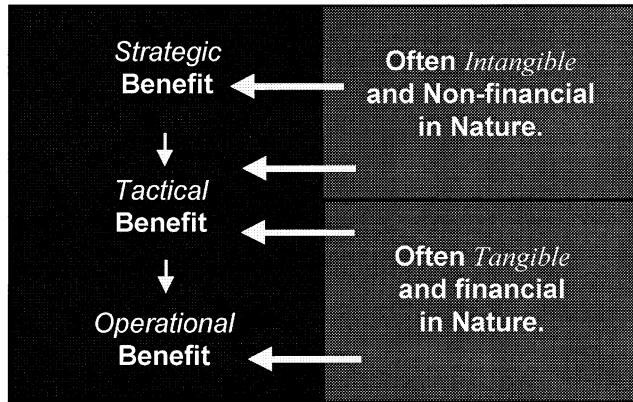 Strategic
Benefit
Tactical
Benefit
Operational
Benefit
Often Intangible
and Non-financial
in Nature.
Often Tangible
and financial
in Nature.